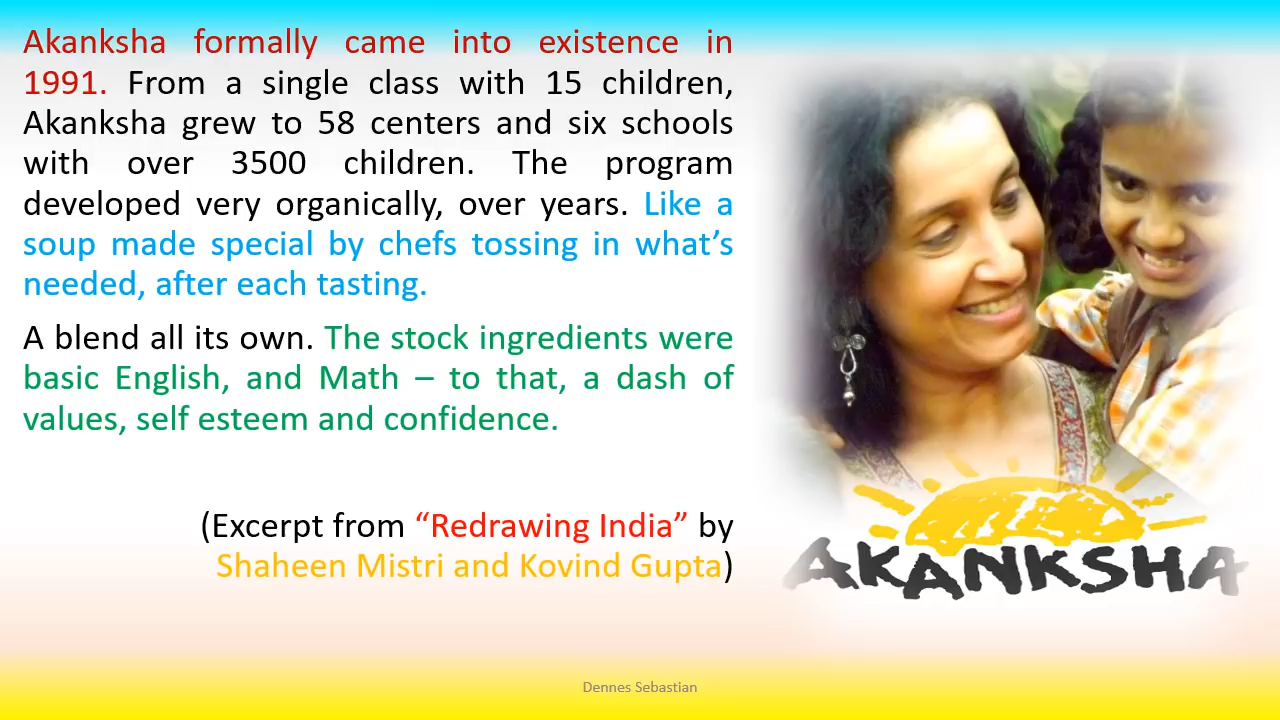 Akanksha formally came into existence in
1991. From a single class with 15 children,
Akanksha grew to 58 centers and six schools
with over 3500 children. The program
developed very organically, over years. Like a
soup made special by chefs tossing in what’s
needed, after each tasting.
A blend all its own. The stock ingredients were
basic English, and Math – to that, a dash of
values, self esteem and confidence.
(Excerpt from “Redrawing India” by
Shaheen Mistri and Kovind Gupta)
AKANKSHA
Dennes Sebastian